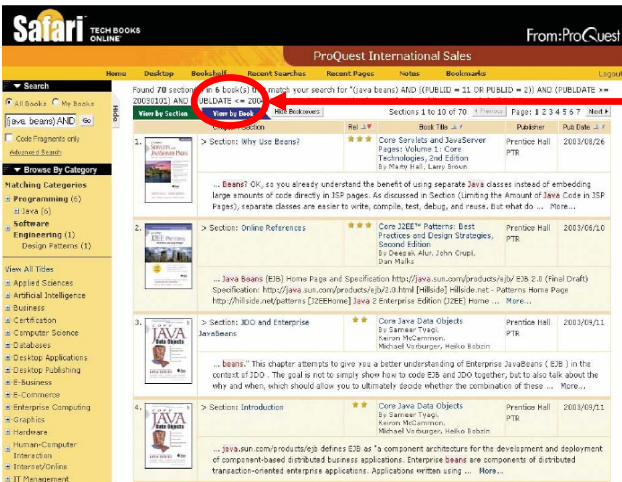 Safari TECH BOOKS
ONLINE
From:ProQuest
ProQuest International Sales
Home Desktop Bookshelf Recent Searches Recent Pages Notes Bookmarks Logout
Search
All Books My Books
(java beans) AND Go
Code Fragments only
Advanced Search
Hide
Browse By Category
Matching Categories
Programming (6)
Java (6)
Software
Engineering (1)
Design Patterns (1)
View All Titles
Applied Sciences
Artificial Intelligence
Business
Certification
Computer Science
Databases
Desktop Applications
Desktop Publishing
E-Business
E-Commerce
Enterprise Computing
Graphics
Hardware
Human-Computer
Interaction
Internet/Online
IT Management
Found 70 section in 6 book(s) that match your search for "(java beans) AND ((PUBLID = 11 OR PUBLID = 2)) AND (PUBLDATE >=
20030101) AND UBLDATE <= 200
View by Section View by Book Hide Bookcovers Sections 1 to 10 of 70 Previous Page: 1 2 3 4 5 6 7 Next
Section Rel Book Title Publisher Pub Date
1. > Section: Why Use Beans? Core Servlets and JavaServer Prentice Hall 2003/08/26
Pages: Volume 1: Core PTR
Technologies, 2nd Edition
By Marty Hall, Larry Brown
... Beans? OK, so you already understand the benefit of using separate Java classes instead of embedding
large amounts of code directly in JSP pages. As discussed in Section (Limiting the Amount of Java Code in JSP
Pages), separate classes are easier to write, compile, test, debug, and reuse. But what do ... More...
2. > Section: Online References Core J2EE™ Patterns: Best Prentice Hall 2003/06/10
Practices and Design Strategies, PTR
Second Edition
By Deepak Alur, John Crupi,
Dan Malks
... Java Beans (EJB) Home Page and Specification http://java.sun.com/products/ejb/ EJB 2.0 (Final Draft)
Specification: http://java.sun.com/products/ejb/2.0.html [Hillside] Hillside.net - Patterns Home Page
http://hillside.net/patterns [J2EEHome] Java 2 Enterprise Edition (J2EE) Home ... More...
3. > Section: JDO and Enterprise Core Java Data Objects Prentice Hall 2003/09/11
JavaBeans By Sameer Tyagi, PTR
Keiron McCammon,
Michael Vorburger, Heiko Bobzin
... beans." This chapter attempts to give you a better understanding of Enterprise JavaBeans ( EJB ) in the
context of JDO . The goal is not to simply show how to code EJB and JDO together, but to also talk about the
why and when, which should allow you to ultimately decide whether the combination of these ... More...
4. > Section: Introduction Core Java Data Objects Prentice Hall 2003/09/11
By Sameer Tyagi, PTR
Keiron McCammon,
Michael Vorburger, Heiko Bobzin
... java.sun.com/products/ejb defines EJB as "a component architecture for the development and deployment
of component-based distributed business applications. Enterprise beans are components of distributed
transaction-oriented enterprise applications. Applications written using ... More...